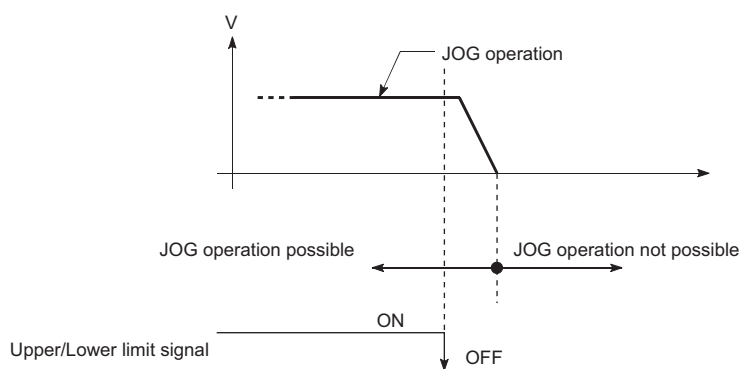 V
JOG operation
JOG operation possible
JOG operation not possible
ON
Upper/Lower limit signal
OFF